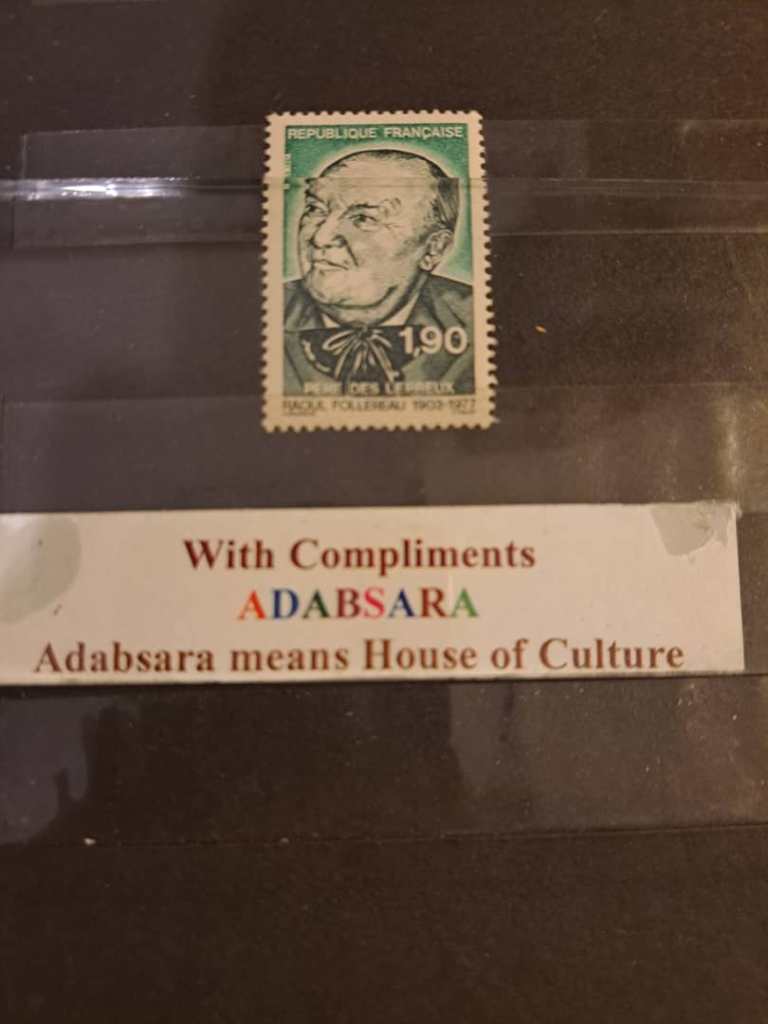 REPUBLIQUE FRANÇAISE
1,90
PERE DES LEPREUX
RAOUL FOLLEREAU 1903-1977
With Compliments
ADABSARA
Adabsara means House of Culture